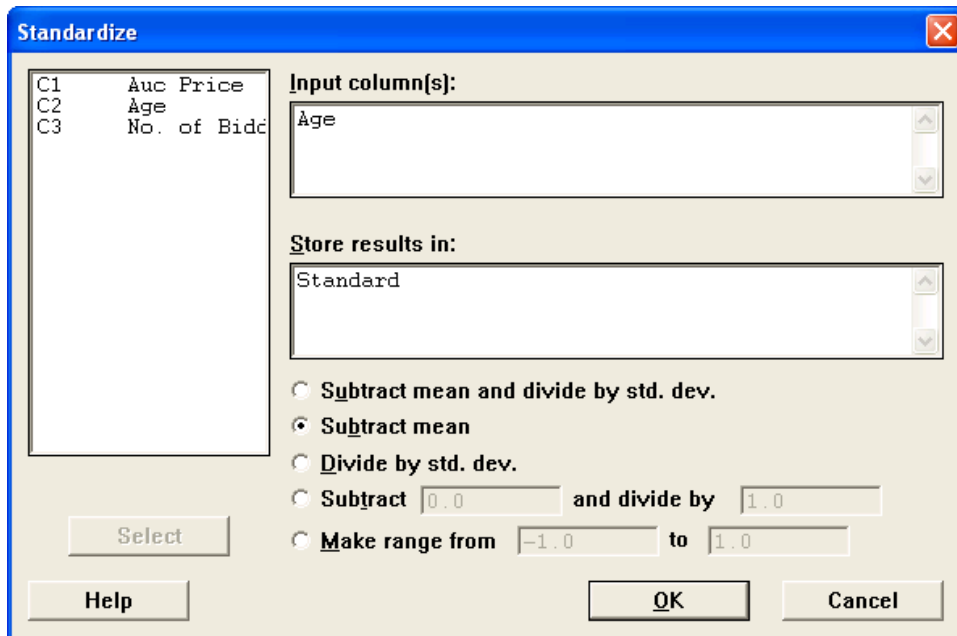 Standardize
C1 Auc Price
C2 Age
C3 No. of Bidd
Input column(s):
Age
Store results in:
Standard
Subtract mean and divide by std. dev.
Subtract mean
Divide by std. dev.
Subtract 0.0 and divide by 1.0
Make range from -1.0 to 1.0
Select
Help OK Cancel